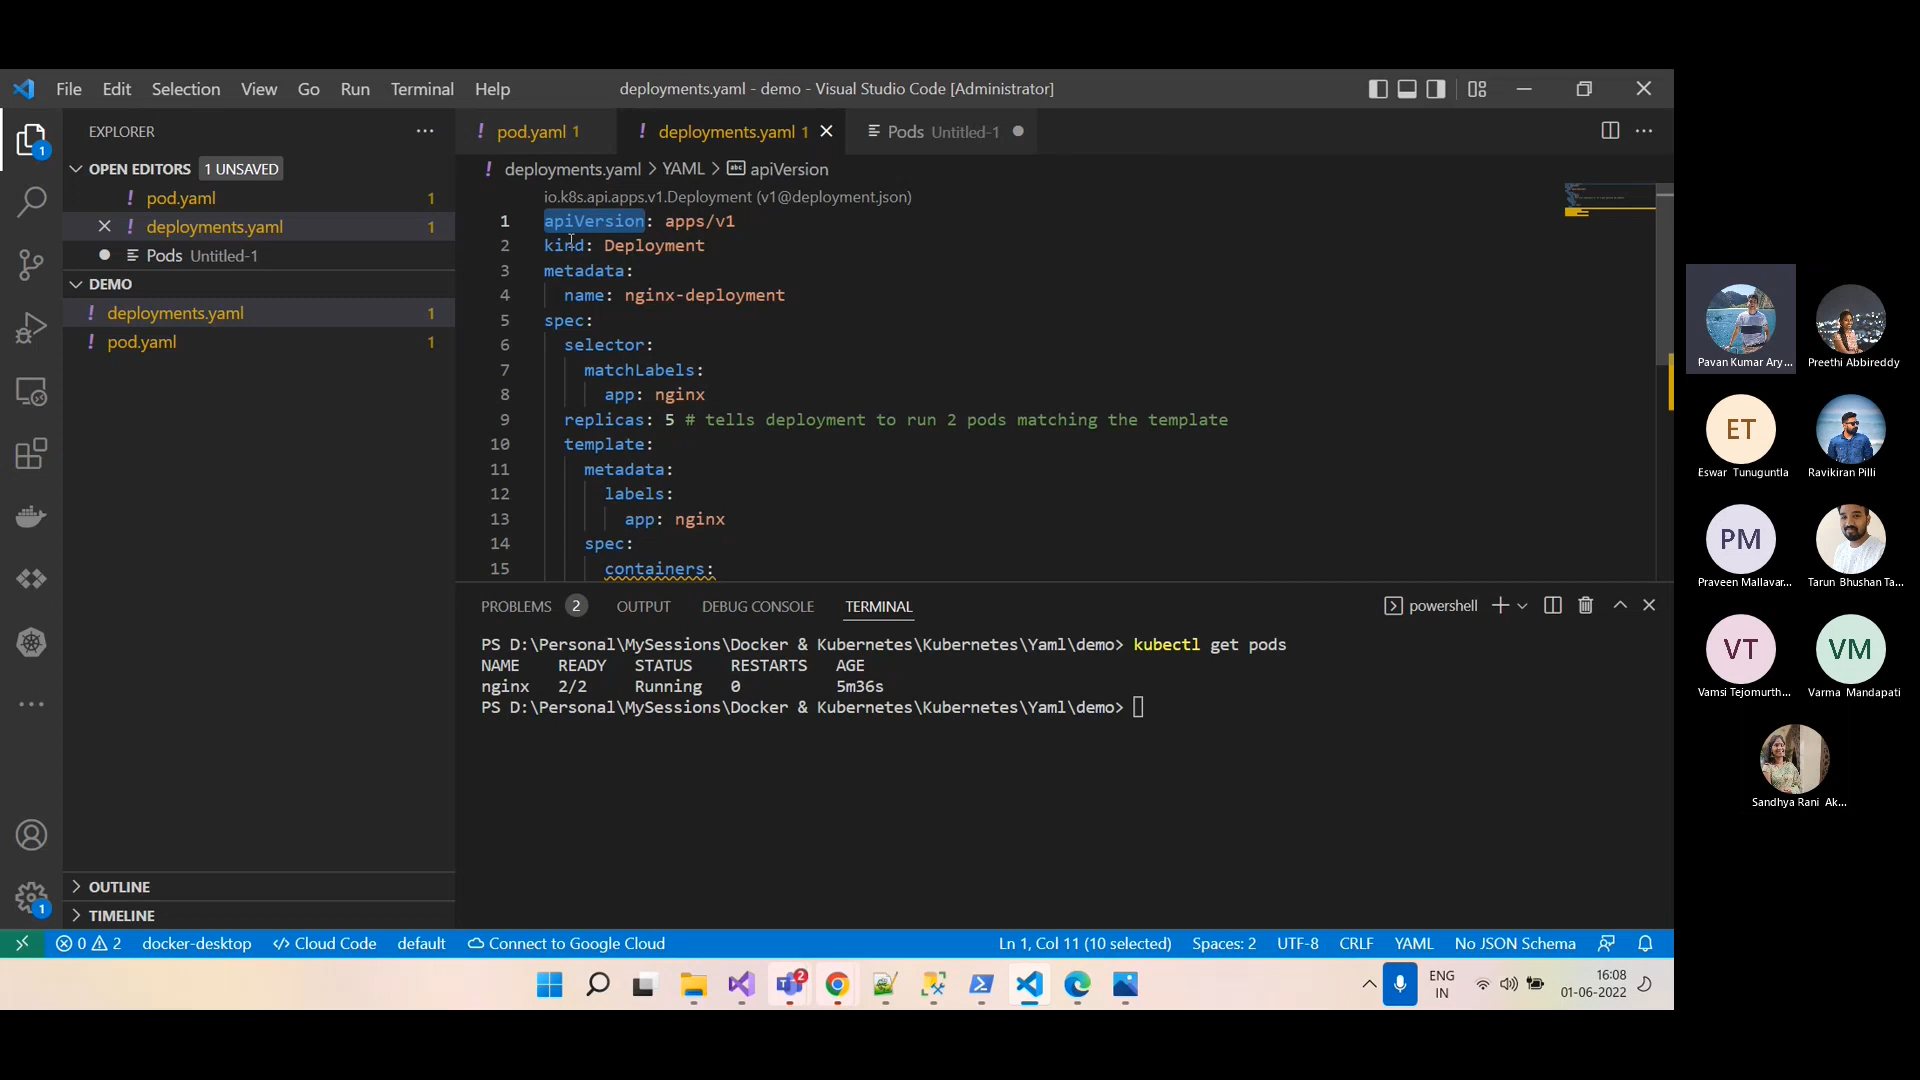 File Edit Selection View Go Run Terminal Help
deployments.yaml - demo - Visual Studio Code [Administrator]
EXPLORER
OPEN EDITORS 1 UNSAVED
! pod.yaml 1
! deployments.yaml 1
Pods Untitled-1
DEMO
! deployments.yaml 1
! pod.yaml 1
OUTLINE
TIMELINE
1
1
! pod.yaml 1
! deployments.yaml 1
Pods Untitled-1
! deployments.yaml > YAML > abc apiVersion
io.k8s.api.apps.v1.Deployment (v1@deployment.json)
1 apiVersion: apps/v1
2 kind: Deployment
3 metadata:
4 name: nginx-deployment
5 spec:
6 selector:
7 matchLabels:
8 app: nginx
9 replicas: 5 # tells deployment to run 2 pods matching the template
10 template:
11 metadata:
12 labels:
13 app: nginx
14 spec:
15 containers:
PROBLEMS 2 OUTPUT DEBUG CONSOLE TERMINAL
powershell
PS D:\Personal\MySessions\Docker & Kubernetes\Kubernetes\Yaml\demo> kubectl get pods
NAME READY STATUS RESTARTS AGE
nginx 2/2 Running 0 5m36s
PS D:\Personal\MySessions\Docker & Kubernetes\Kubernetes\Yaml\demo>
0 2 docker-desktop Cloud Code default Connect to Google Cloud
Ln 1, Col 11 (10 selected) Spaces: 2 UTF-8 CRLF YAML No JSON Schema
2
ENG
IN
16:08
01-06-2022
Pavan Kumar Ary...
Preethi Abbireddy
ET
Eswar Tunuguntla
Ravikiran Pilli
PM
Praveen Mallavar...
Tarun Bhushan Ta...
VT
Vamsi Tejomurth...
VM
Varma Mandapati
Sandhya Rani Ak...